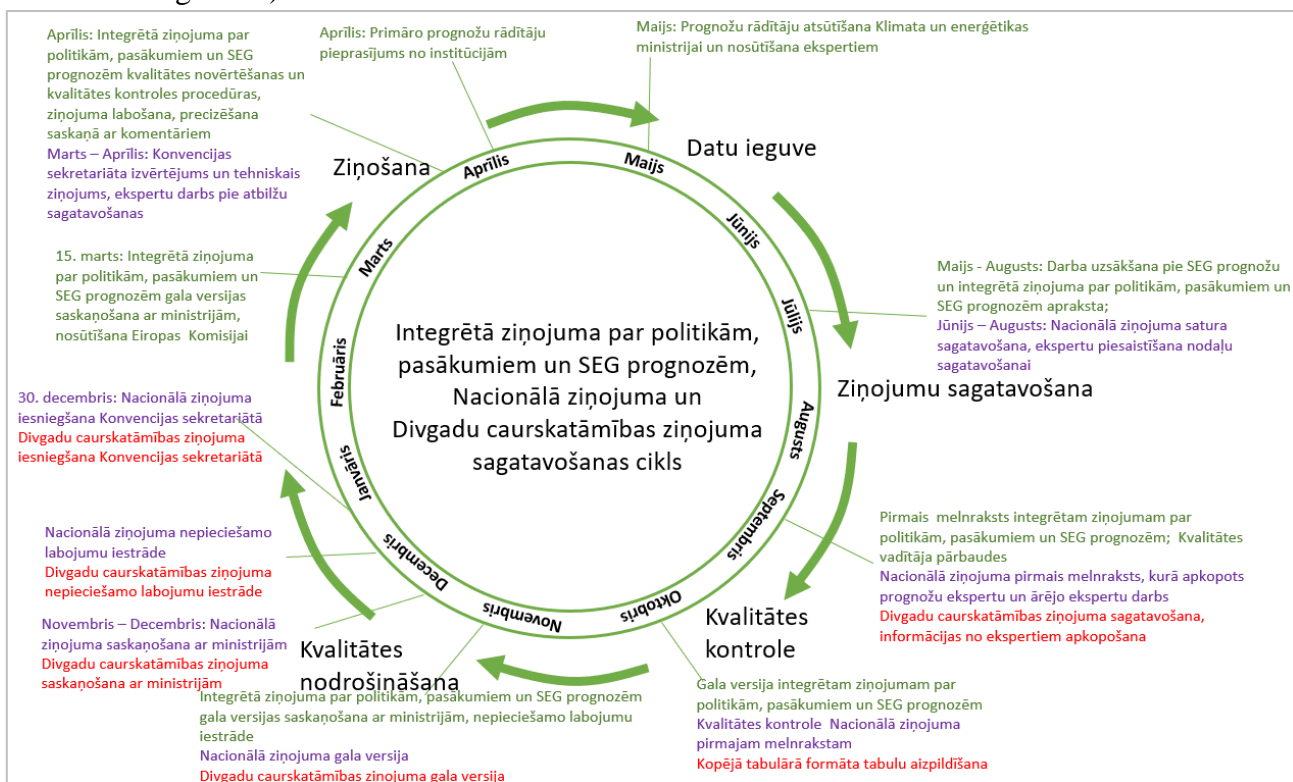 Aprīlis: Integrētā ziņojuma par
politikām, pasākumiem un SEG
prognozēm kvalitātes novērtēšanas un
kvalitātes kontroles procedūras,
ziņojuma labošana, precizēšana
saskaņā ar komentāriem
Marts – Aprīlis: Konvencijas
sekretariāta izvērtējums un tehniskais
ziņojums, ekspertu darbs pie atbilžu
sagatavošanas
Aprīlis: Primāro prognožu rādītāju
pieprasījums no institūcijām
Maijs: Prognožu rādītāju atsūtīšana Klimata un enerģētikas
ministrijai un nosūtīšana ekspertiem
Ziņošana
Datu ieguve
Aprīlis
Maijs
Jūnijs
Jūlijs
Augusts
Septembris
Oktobris
Novembris
Decembris
Janvāris
Februāris
Marts
15. marts: Integrētā ziņojuma
par politikām, pasākumiem un
SEG prognozēm gala versijas
saskaņošana ar ministrijām,
nosūtīšana Eiropas Komisijai
Maijs - Augusts: Darba uzsākšana pie SEG prognožu
un integrētā ziņojuma par politikām, pasākumiem un
SEG prognozēm apraksta;
Jūnijs – Augusts: Nacionālā ziņojuma satura
sagatavošana, ekspertu piesaistīšana nodaļu
sagatavošanai
Integrētā ziņojuma par politikām,
pasākumiem un SEG prognozēm,
Nacionālā ziņojuma un
Divgadu caurskatāmības ziņojuma
sagatavošanas cikls
Ziņojumu sagatavošana
30. decembris: Nacionālā ziņojuma
iesniegšana Konvencijas sekretariātā
Divgadu caurskatāmības ziņojuma
iesniegšana Konvencijas sekretariātā
Nacionālā ziņojuma nepieciešamo
labojumu iestrāde
Divgadu caurskatāmības ziņojuma
nepieciešamo labojumu iestrāde
Pirmais melnraksts integrētam ziņojumam par
politikām, pasākumiem un SEG prognozēm; Kvalitātes
vadītāja pārbaudes
Nacionālā ziņojuma pirmais melnraksts, kurā apkopots
prognožu ekspertu un ārējo ekspertu darbs
Divgadu caurskatāmības ziņojuma sagatavošana,
informācijas no ekspertiem apkopošana
Novembris – Decembris: Nacionālā
ziņojuma saskaņošana ar ministrijām
Divgadu caurskatāmības ziņojuma
saskaņošana ar ministrijām
Kvalitātes
nodrošināšana
Kvalitātes
kontrole
Integrētā ziņojuma par politikām, pasākumiem un SEG prognozēm
gala versijas saskaņošana ar ministrijām, nepieciešamo labojumu
iestrāde
Nacionālā ziņojuma gala versija
Divgadu caurskatāmības ziņojuma gala versija
Gala versija integrētam ziņojumam par
politikām, pasākumiem un SEG prognozēm
Kvalitātes kontrole Nacionālā ziņojuma
pirmajam melnrakstam
Kopējā tabulārā formāta tabulu aizpildīšana